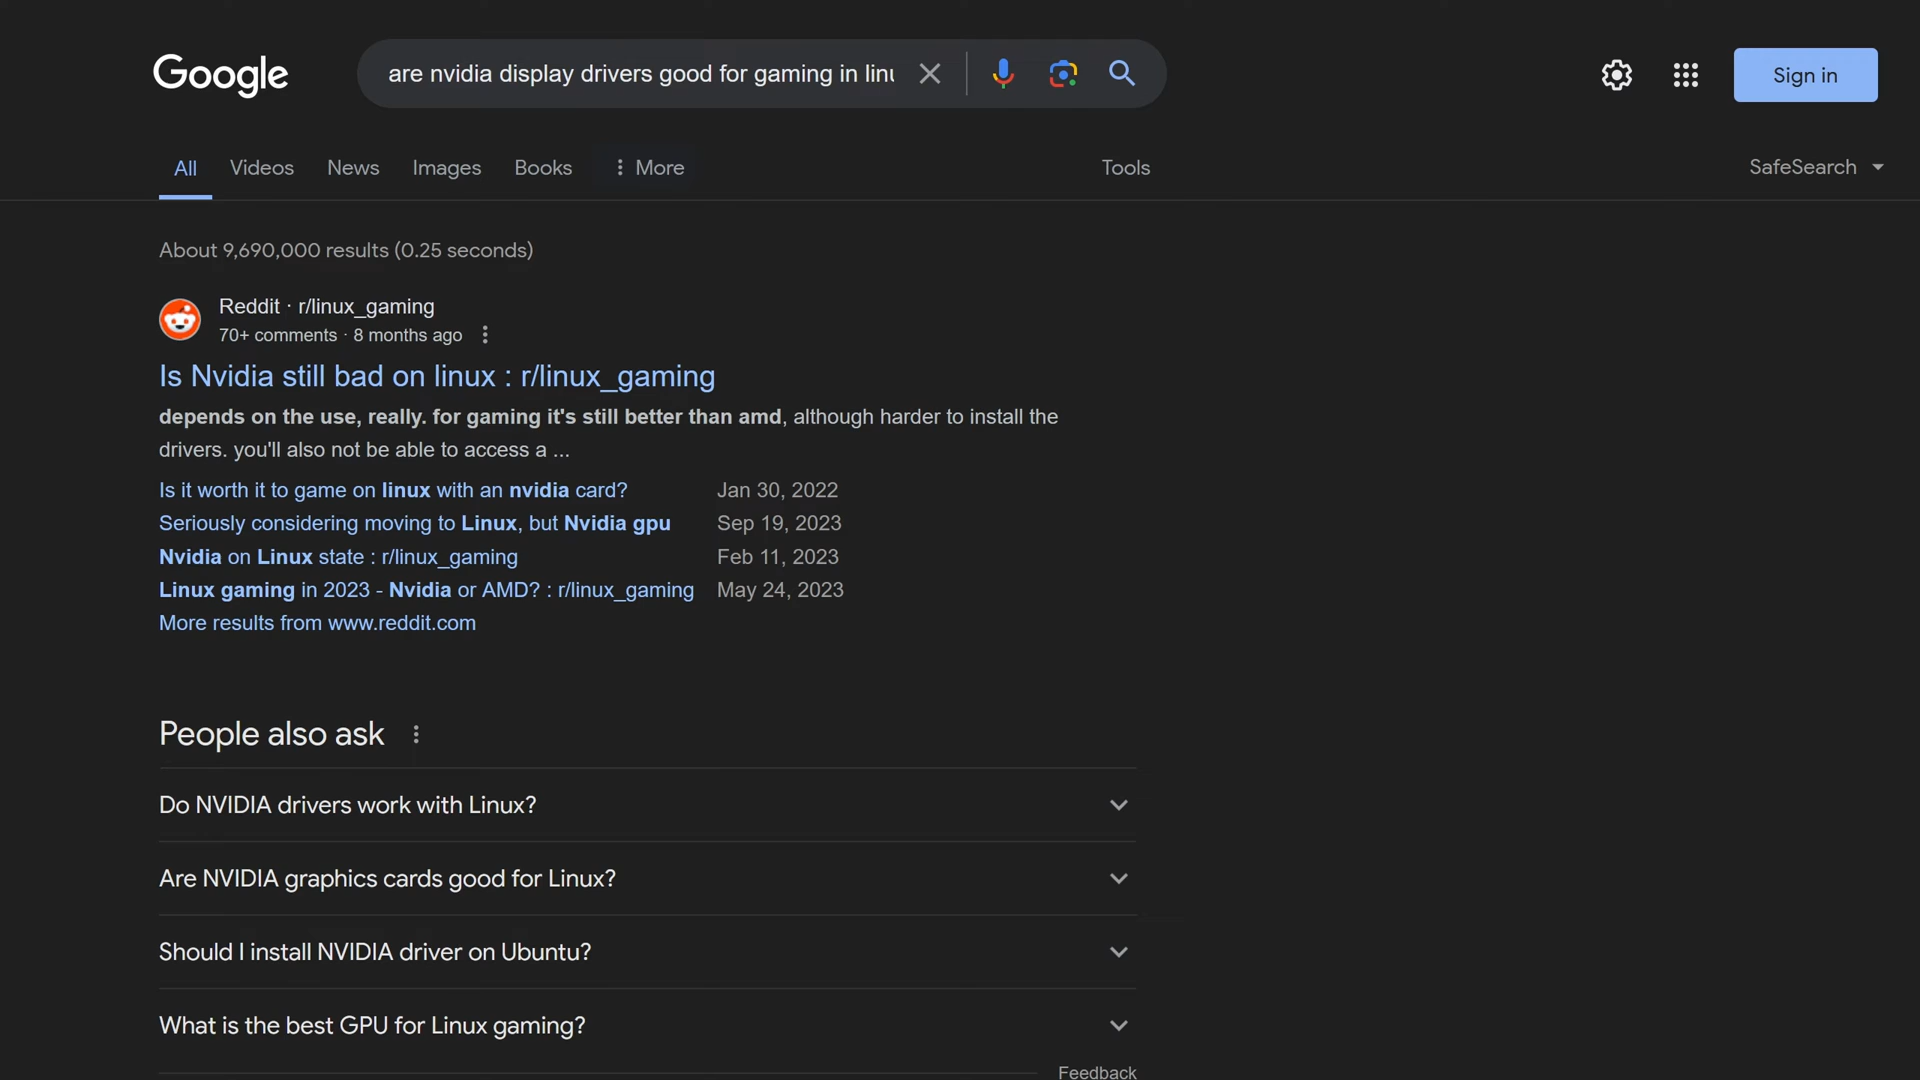 Google
are nvidia display drivers good for gaming in linu
Sign in
All Videos News Images Books More
Tools
SafeSearch
About 9,690,000 results (0.25 seconds)
Reddit · r/linux_gaming
70+ comments · 8 months ago
Is Nvidia still bad on linux : r/linux_gaming
depends on the use, really. for gaming it's still better than amd, although harder to install the
drivers. you'll also not be able to access a ...
Is it worth it to game on linux with an nvidia card? Jan 30, 2022
Seriously considering moving to Linux, but Nvidia gpu Sep 19, 2023
Nvidia on Linux state : r/linux_gaming Feb 11, 2023
Linux gaming in 2023 - Nvidia or AMD? : r/linux_gaming May 24, 2023
More results from www.reddit.com
People also ask
Do NVIDIA drivers work with Linux?
Are NVIDIA graphics cards good for Linux?
Should I install NVIDIA driver on Ubuntu?
What is the best GPU for Linux gaming?
Feedback